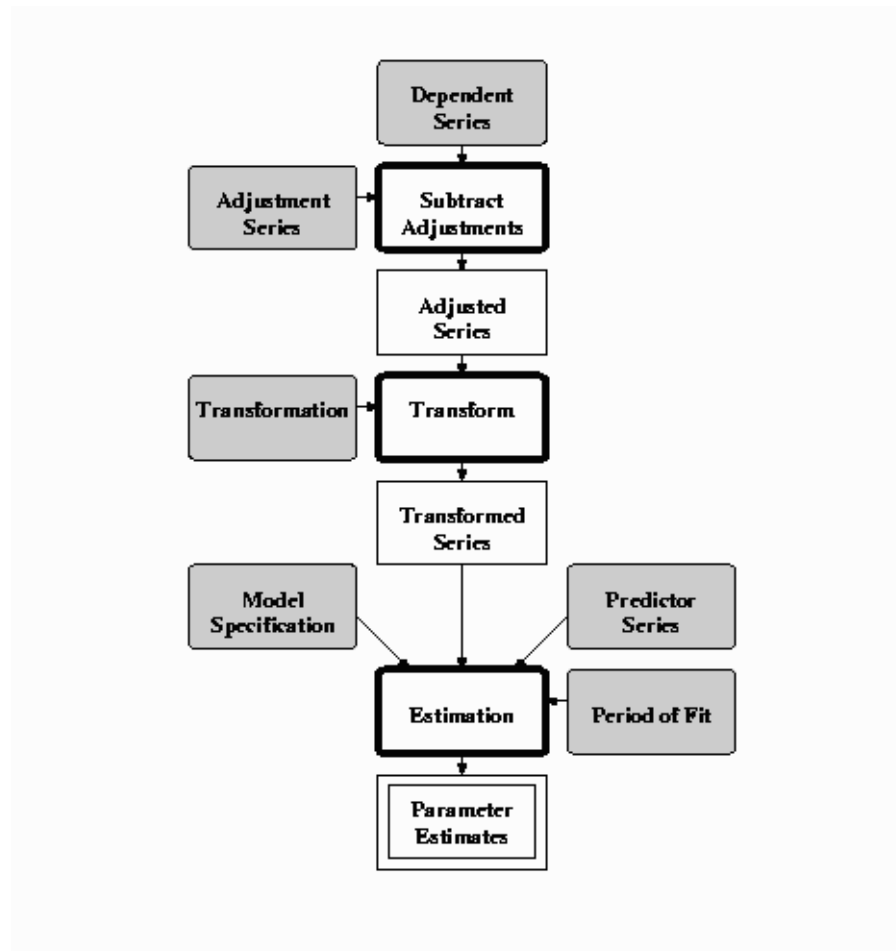 Dependent
Series
Adjustment
Series
Subtract
Adjustments
Adjusted
Series
Transformation
Transform
Transformed
Series
Model
Specification
Predictor
Series
Estimation
Period of Fit
Parameter
Estimates